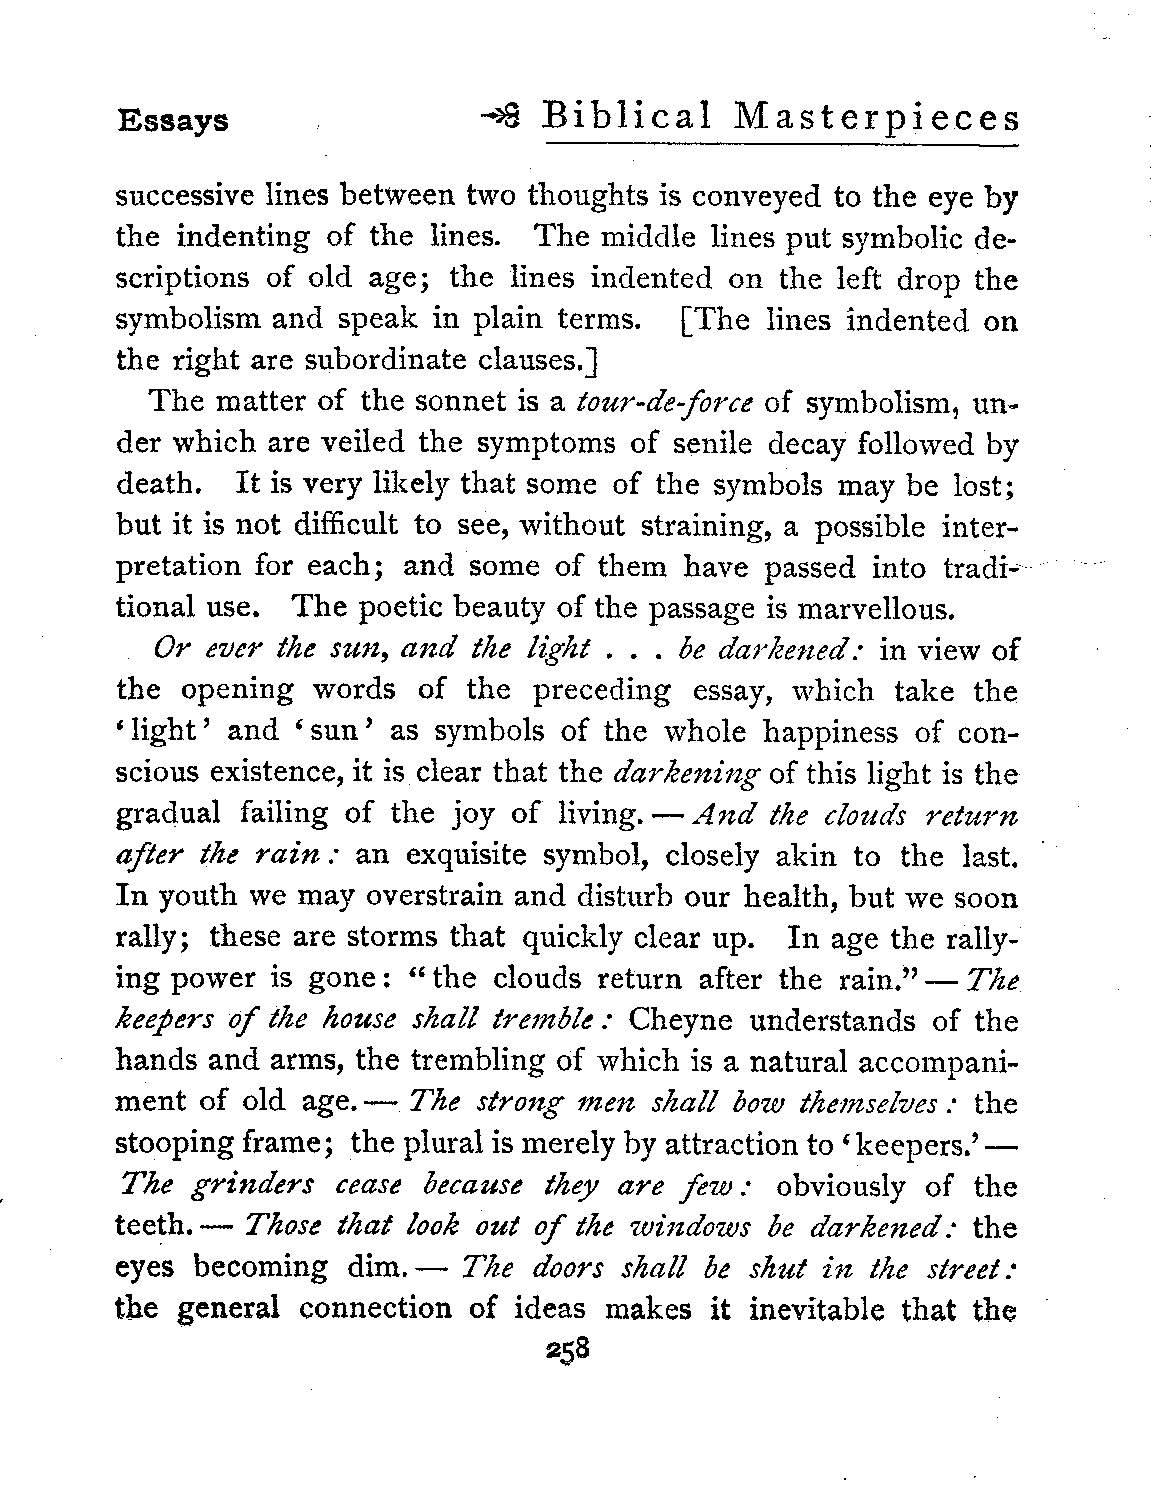 Essays Biblical Masterpieces
successive lines between two thoughts is conveyed to the eye by
the indenting of the lines. The middle lines put symbolic de-
scriptions of old age; the lines indented on the left drop the
symbolism and speak in plain terms. [The lines indented on
the right are subordinate clauses.]
The matter of the sonnet is a tour-de-force of symbolism, un-
der which are veiled the symptoms of senile decay followed by
death. It is very likely that some of the symbols may be lost;
but it is not difficult to see, without straining, a possible inter-
pretation for each; and some of them have passed into tradi-
tional use. The poetic beauty of the passage is marvellous.
Or ever the sun, and the light . . . be darkened: in view of
the opening words of the preceding essay, which take the
‘light’ and ‘sun’ as symbols of the whole happiness of con-
scious existence, it is clear that the darkening of this light is the
gradual failing of the joy of living. — And the clouds return
after the rain: an exquisite symbol, closely akin to the last.
In youth we may overstrain and disturb our health, but we soon
rally; these are storms that quickly clear up. In age the rally-
ing power is gone: “the clouds return after the rain.” — The
keepers of the house shall tremble: Cheyne understands of the
hands and arms, the trembling of which is a natural accompani-
ment of old age. — The strong men shall bow themselves: the
stooping frame; the plural is merely by attraction to ‘keepers.’ —
The grinders cease because they are few: obviously of the
teeth. — Those that look out of the windows be darkened: the
eyes becoming dim. — The doors shall be shut in the street:
the general connection of ideas makes it inevitable that the
258